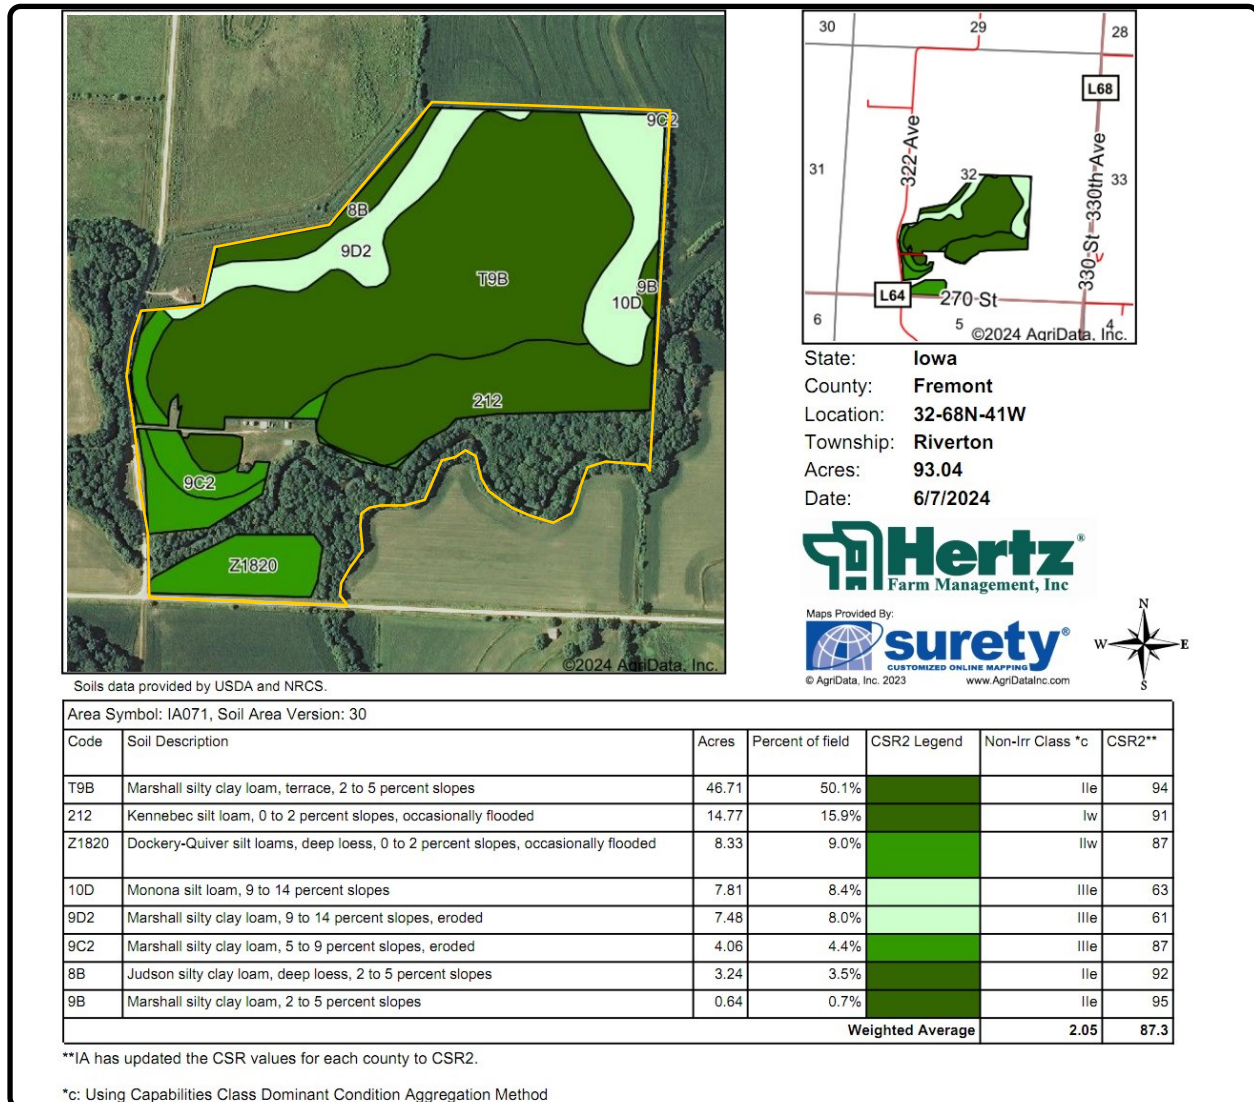 9C2
8B
9D2
T9B
9B
10D
212
9C2
Z1820
©2024 AgriData, Inc.
Soils data provided by USDA and NRCS.
30
29
28
L68
322 Ave
330th Ave
31
32
33
330 St
L64
270 St
6
5
4
©2024 AgriData, Inc.
State: Iowa
County: Fremont
Location: 32-68N-41W
Township: Riverton
Acres: 93.04
Date: 6/7/2024
Hertz®
Farm Management, Inc
Maps Provided By:
surety®
CUSTOMIZED ONLINE MAPPING
© AgriData, Inc. 2023 www.AgriDataInc.com
N
W E
S
Area Symbol: IA071, Soil Area Version: 30
Code Soil Description Acres Percent of field CSR2 Legend Non-Irr Class *c CSR2**
T9B Marshall silty clay loam, terrace, 2 to 5 percent slopes 46.71 50.1% IIe 94
212 Kennebec silt loam, 0 to 2 percent slopes, occasionally flooded 14.77 15.9% Iw 91
Z1820 Dockery-Quiver silt loams, deep loess, 0 to 2 percent slopes, occasionally flooded 8.33 9.0% IIw 87
10D Monona silt loam, 9 to 14 percent slopes 7.81 8.4% IIIe 63
9D2 Marshall silty clay loam, 9 to 14 percent slopes, eroded 7.48 8.0% IIIe 61
9C2 Marshall silty clay loam, 5 to 9 percent slopes, eroded 4.06 4.4% IIIe 87
8B Judson silty clay loam, deep loess, 2 to 5 percent slopes 3.24 3.5% IIe 92
9B Marshall silty clay loam, 2 to 5 percent slopes 0.64 0.7% IIe 95
Weighted Average 2.05 87.3
**IA has updated the CSR values for each county to CSR2.
*c: Using Capabilities Class Dominant Condition Aggregation Method